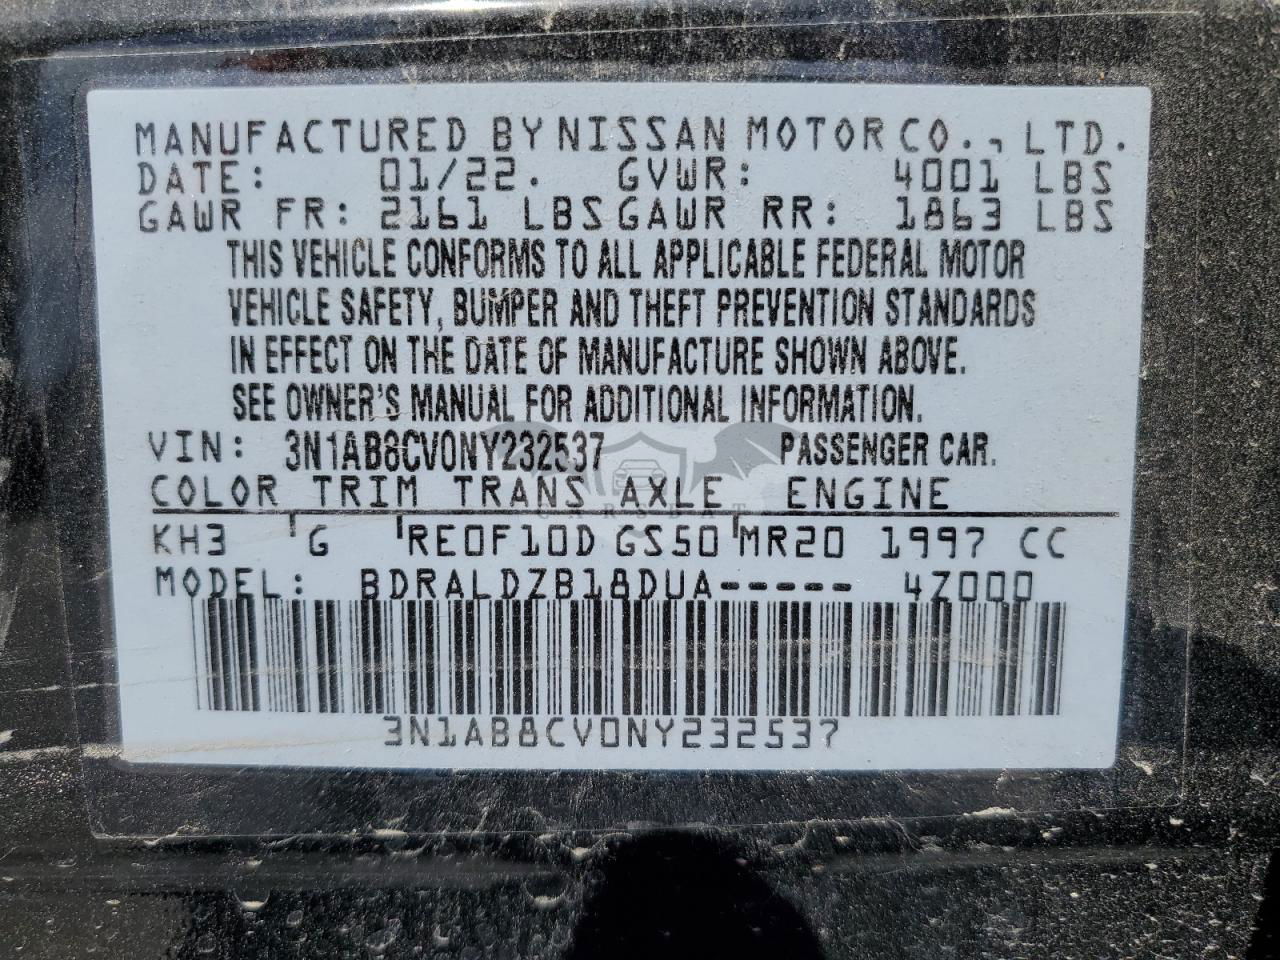 MANUFACTURED BY NISSAN MOTOR CO., LTD.
DATE: 01/22. GVWR: 4001 LBS
GAWR FR: 2161 LBS GAWR RR: 1863 LBS
THIS VEHICLE CONFORMS TO ALL APPLICABLE FEDERAL MOTOR
VEHICLE SAFETY, BUMPER AND THEFT PREVENTION STANDARDS
IN EFFECT ON THE DATE OF MANUFACTURE SHOWN ABOVE.
SEE OWNER'S MANUAL FOR ADDITIONAL INFORMATION.
VIN: 3N1AB8CV0NY232537 PASSENGER CAR.
COLOR TRIM TRANS AXLE ENGINE
CARSBAT
KH3 G RE0F10D GS50 MR20 1997 CC
MODEL: BDRALDZB18DUA----- 4Z000
3N1AB8CV0NY232537